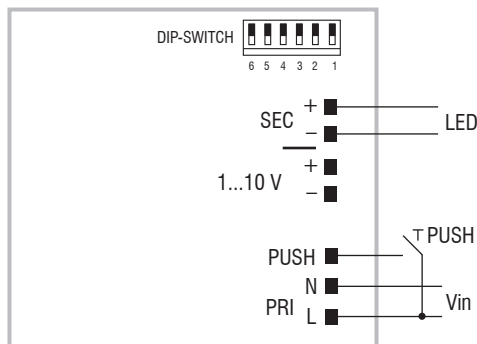 DIP-SWITCH
6 5 4 3 2 1
SEC + LED
−
+
1...10 V −
PUSH PUSH
N
PRI L Vin